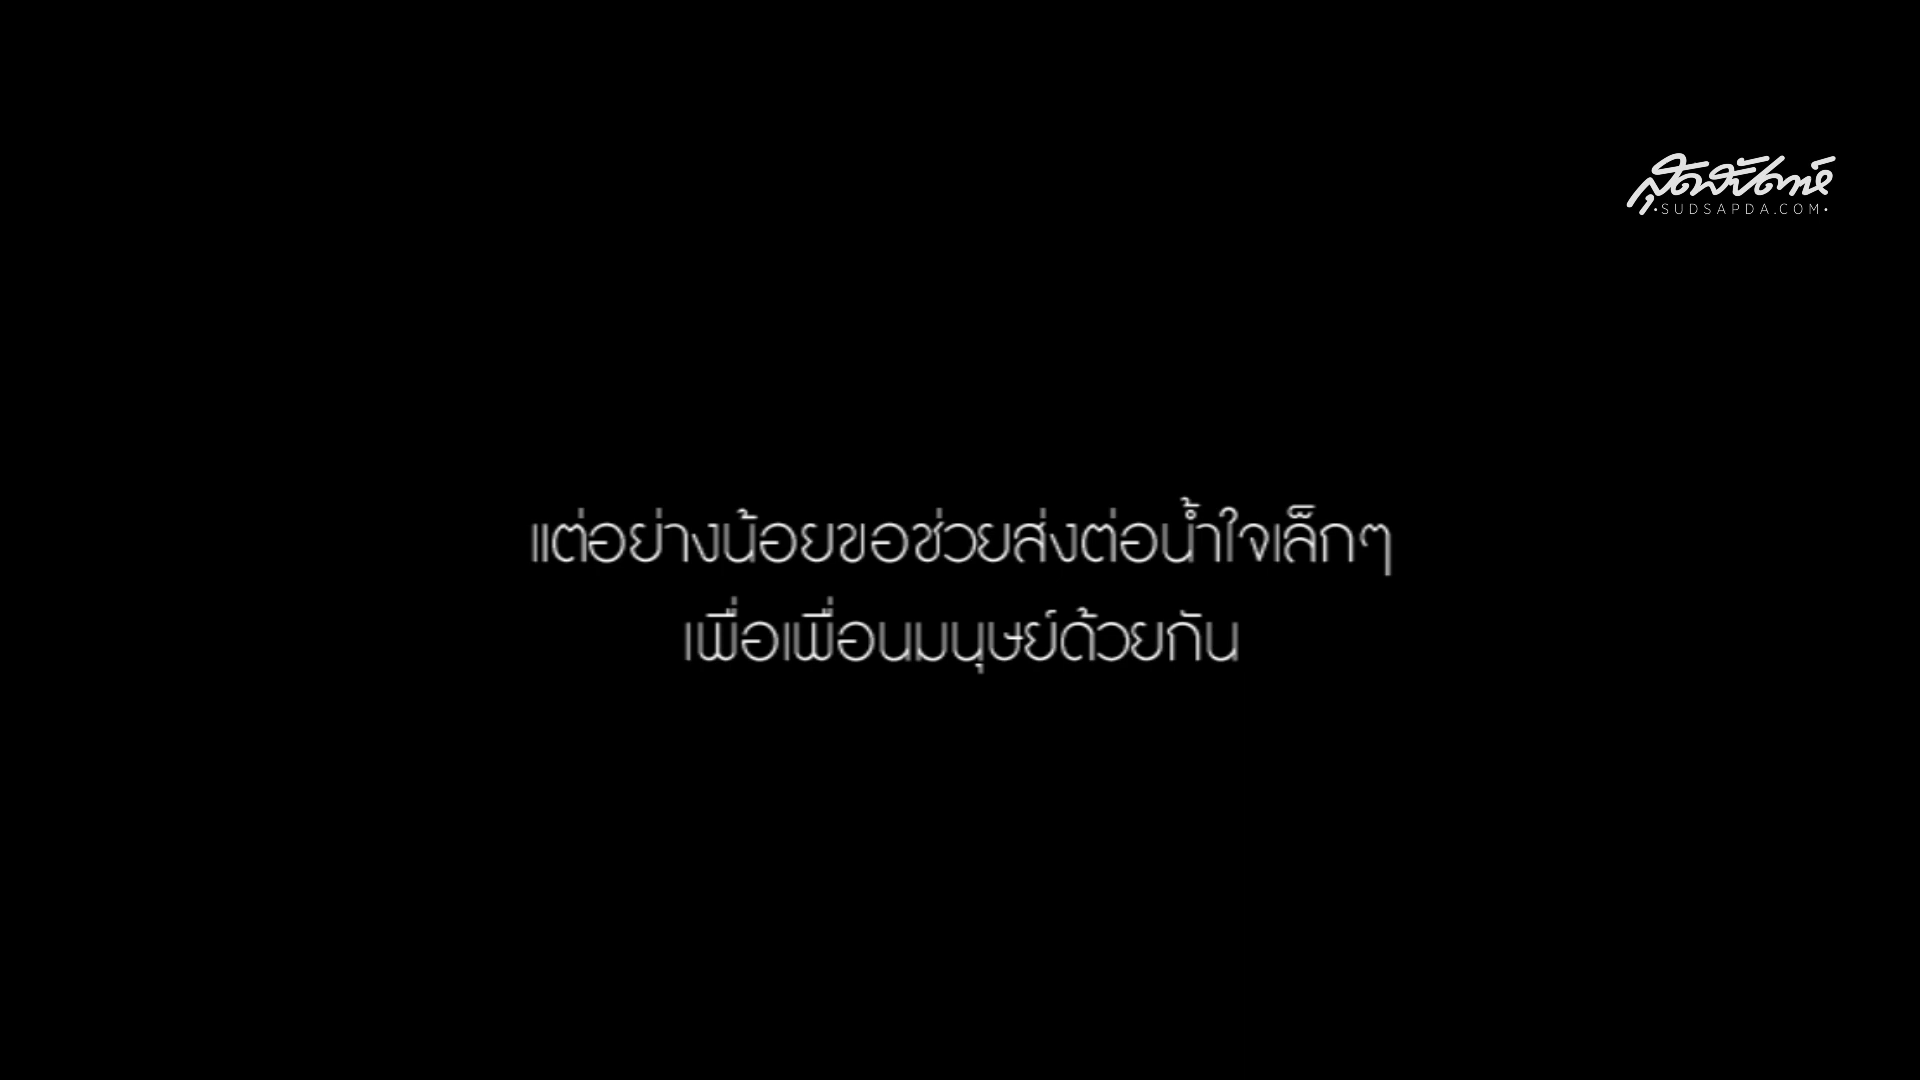 สุดสัปดาห์
•SUDSAPDA.COM•
แต่อย่างน้อยขอช่วยส่งต่อน้ำใจเล็กๆ
เพื่อเพื่อนมนุษย์ด้วยกัน